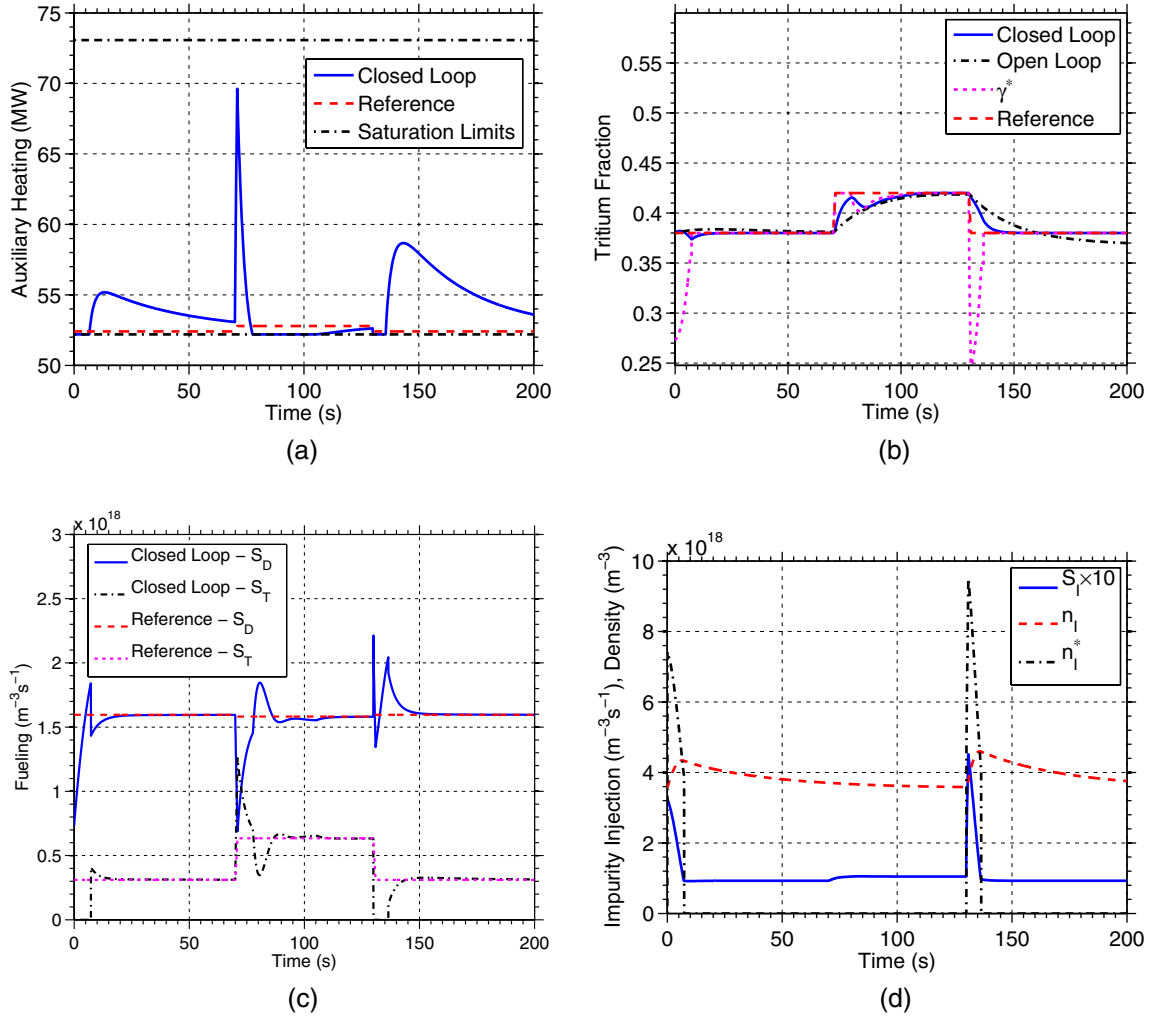 75
70
65
60
55
50
Auxiliary Heating (MW)
Closed Loop
Reference
Saturation Limits
0 50 100 150 200
Time (s)
(a)
0.55
0.5
0.45
0.4
0.35
0.3
0.25
Tritium Fraction
Closed Loop
Open Loop
γ*
Reference
0 50 100 150 200
Time (s)
(b)
x 10^18
3
2.5
2
1.5
1
0.5
0
Fueling (m^-3s^-1)
Closed Loop − S_D
Closed Loop − S_T
Reference − S_D
Reference − S_T
0 50 100 150 200
Time (s)
(c)
x 10^18
10
8
6
4
2
0
Impurity Injection (m^-3s^-1), Density (m^-3)
S_I×10
n_I
n_I^*
0 50 100 150 200
Time (s)
(d)